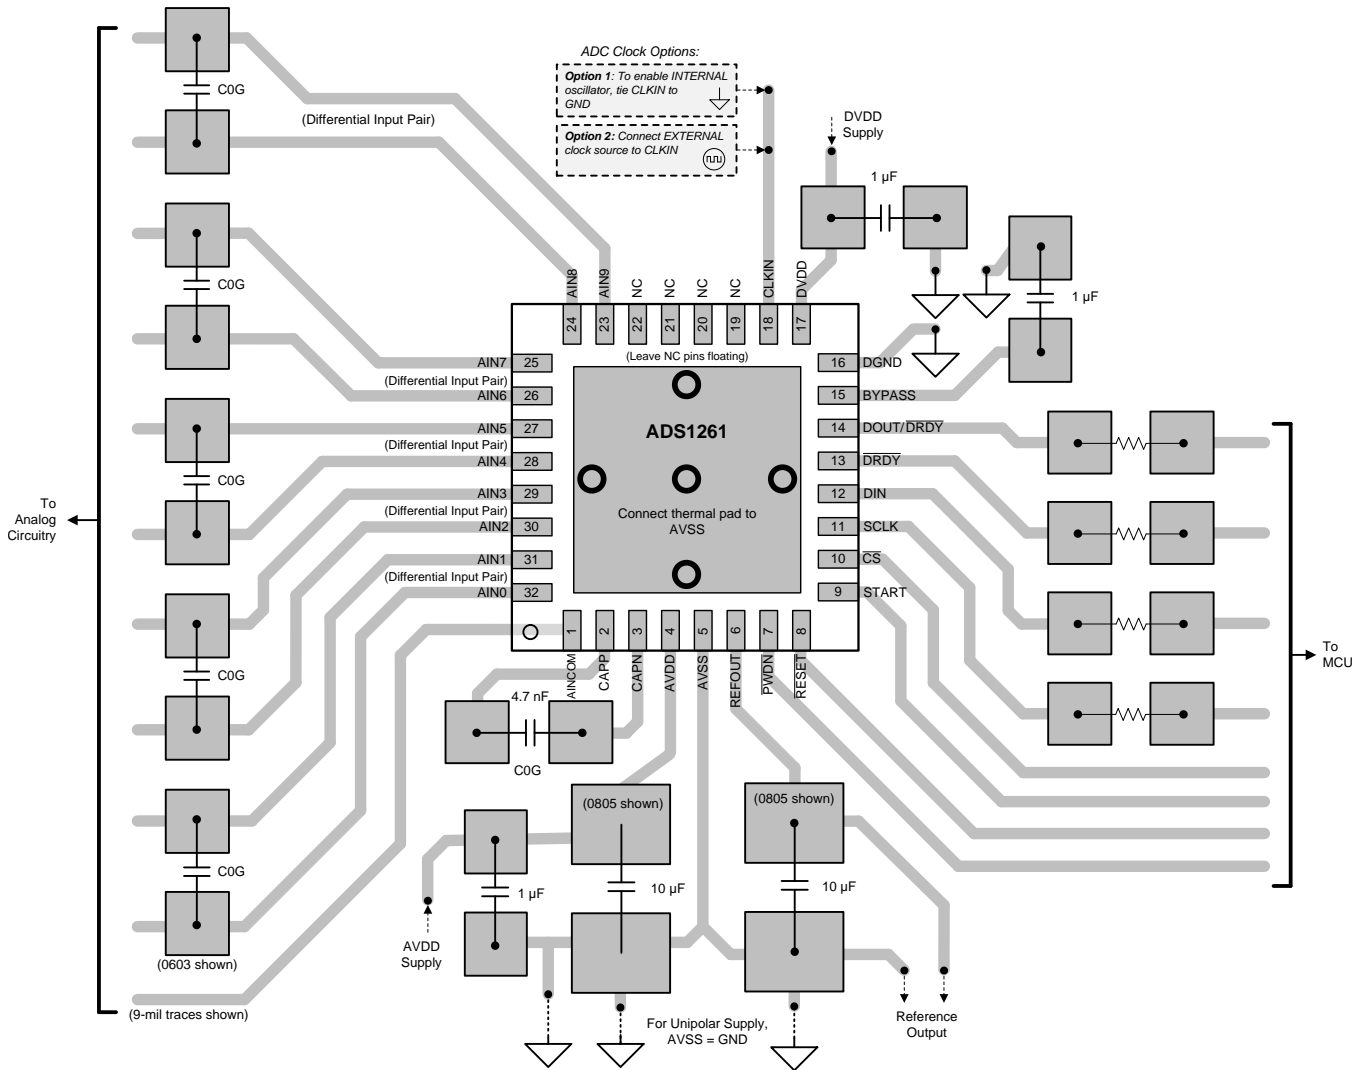 ADC Clock Options:
Option 1: To enable INTERNAL
oscillator, tie CLKIN to
GND
Option 2: Connect EXTERNAL
clock source to CLKIN
DVDD
Supply
1 µF
1 µF
C0G
(Differential Input Pair)
C0G
C0G
C0G
C0G
(0603 shown)
(9-mil traces shown)
To
Analog
Circuitry
AIN8
AIN9
NC
NC
NC
NC
CLKIN
DVDD
24
23
22
21
20
19
18
17
(Leave NC pins floating)
AIN7
25
(Differential Input Pair)
AIN6
26
AIN5
27
(Differential Input Pair)
AIN4
28
AIN3
29
(Differential Input Pair)
AIN2
30
AIN1
31
(Differential Input Pair)
AIN0
32
ADS1261
Connect thermal pad to
AVSS
16
DGND
15
BYPASS
14
DOUT/DRDY
13
DRDY
12
DIN
11
SCLK
10
CS
9
START
1
2
3
4
5
6
7
8
AINCOM
CAPP
CAPN
AVDD
AVSS
REFOUT
PWDN
RESET
4.7 nF
C0G
(0805 shown)
(0805 shown)
1 µF
10 µF
10 µF
AVDD
Supply
For Unipolar Supply,
AVSS = GND
Reference
Output
To
MCU